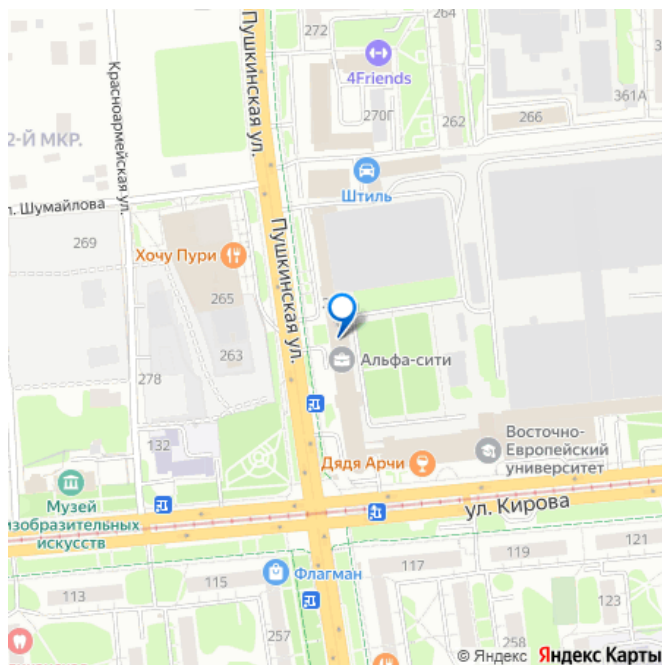 272
264
4Friends
Пушкинская ул.
Красноармейская ул.
270Г
262
266
361А
2-Й МКР.
Штиль
л. Шумайлова
269
Хочу Пури
Пушкинская ул.
265
263
Альфа-сити
278
132
Дядя Арчи
Восточно-
Европейский
университет
Музей
изобразительных
искусств
ул. Кирова
113
115
Флагман
117
119
121
123
257
258
© Яндекс Яндекс Карты